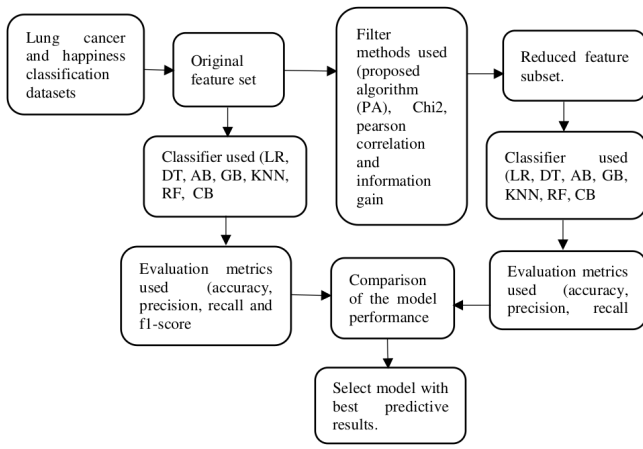 Lung cancer
and happiness
classification
datasets
Original
feature set
Filter
methods used
(proposed
algorithm
(PA), Chi2,
pearson
correlation
and
information
gain
Reduced feature
subset.
Classifier used (LR,
DT, AB, GB, KNN,
RF, CB
Classifier used
(LR, DT, AB, GB,
KNN, RF, CB
Evaluation metrics
used (accuracy,
precision, recall and
f1-score
Comparison
of the model
performance
Evaluation metrics
used (accuracy,
precision, recall
Select model with
best predictive
results.